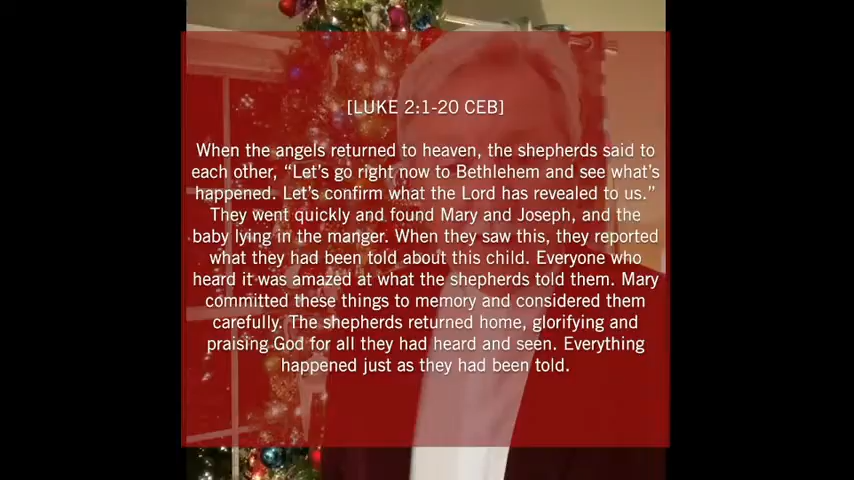 [LUKE 2:1-20 CEB]
When the angels returned to heaven, the shepherds said to
each other, “Let’s go right now to Bethlehem and see what’s
happened. Let’s confirm what the Lord has revealed to us.”
They went quickly and found Mary and Joseph, and the
baby lying in the manger. When they saw this, they reported
what they had been told about this child. Everyone who
heard it was amazed at what the shepherds told them. Mary
committed these things to memory and considered them
carefully. The shepherds returned home, glorifying and
praising God for all they had heard and seen. Everything
happened just as they had been told.